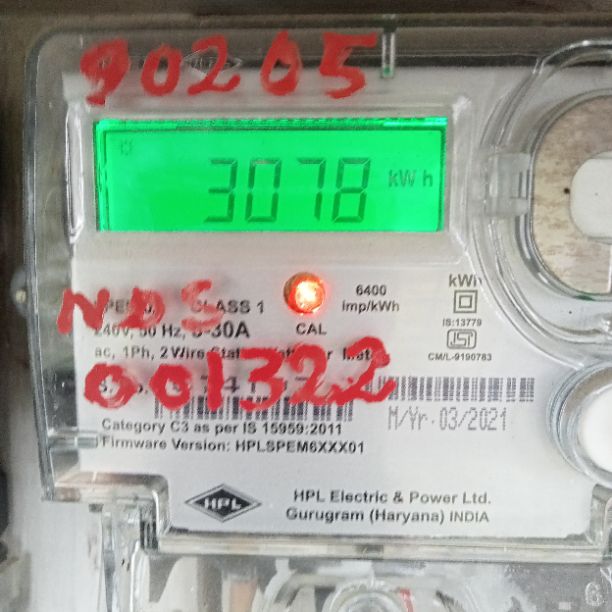 90205
3078 kWh
CLASS 1
6400
imp/kWh
kWh
NDS
240V, 50 Hz, 5-30A
CAL
IS:13779
ac, 1Ph, 2 Wire
CM/L-9190783
001322
M/Yr-03/2021
Category C3 as per IS 15959:2011
Firmware Version: HPLSPEM6XXX01
HPL
HPL Electric & Power Ltd.
Gurugram (Haryana) INDIA